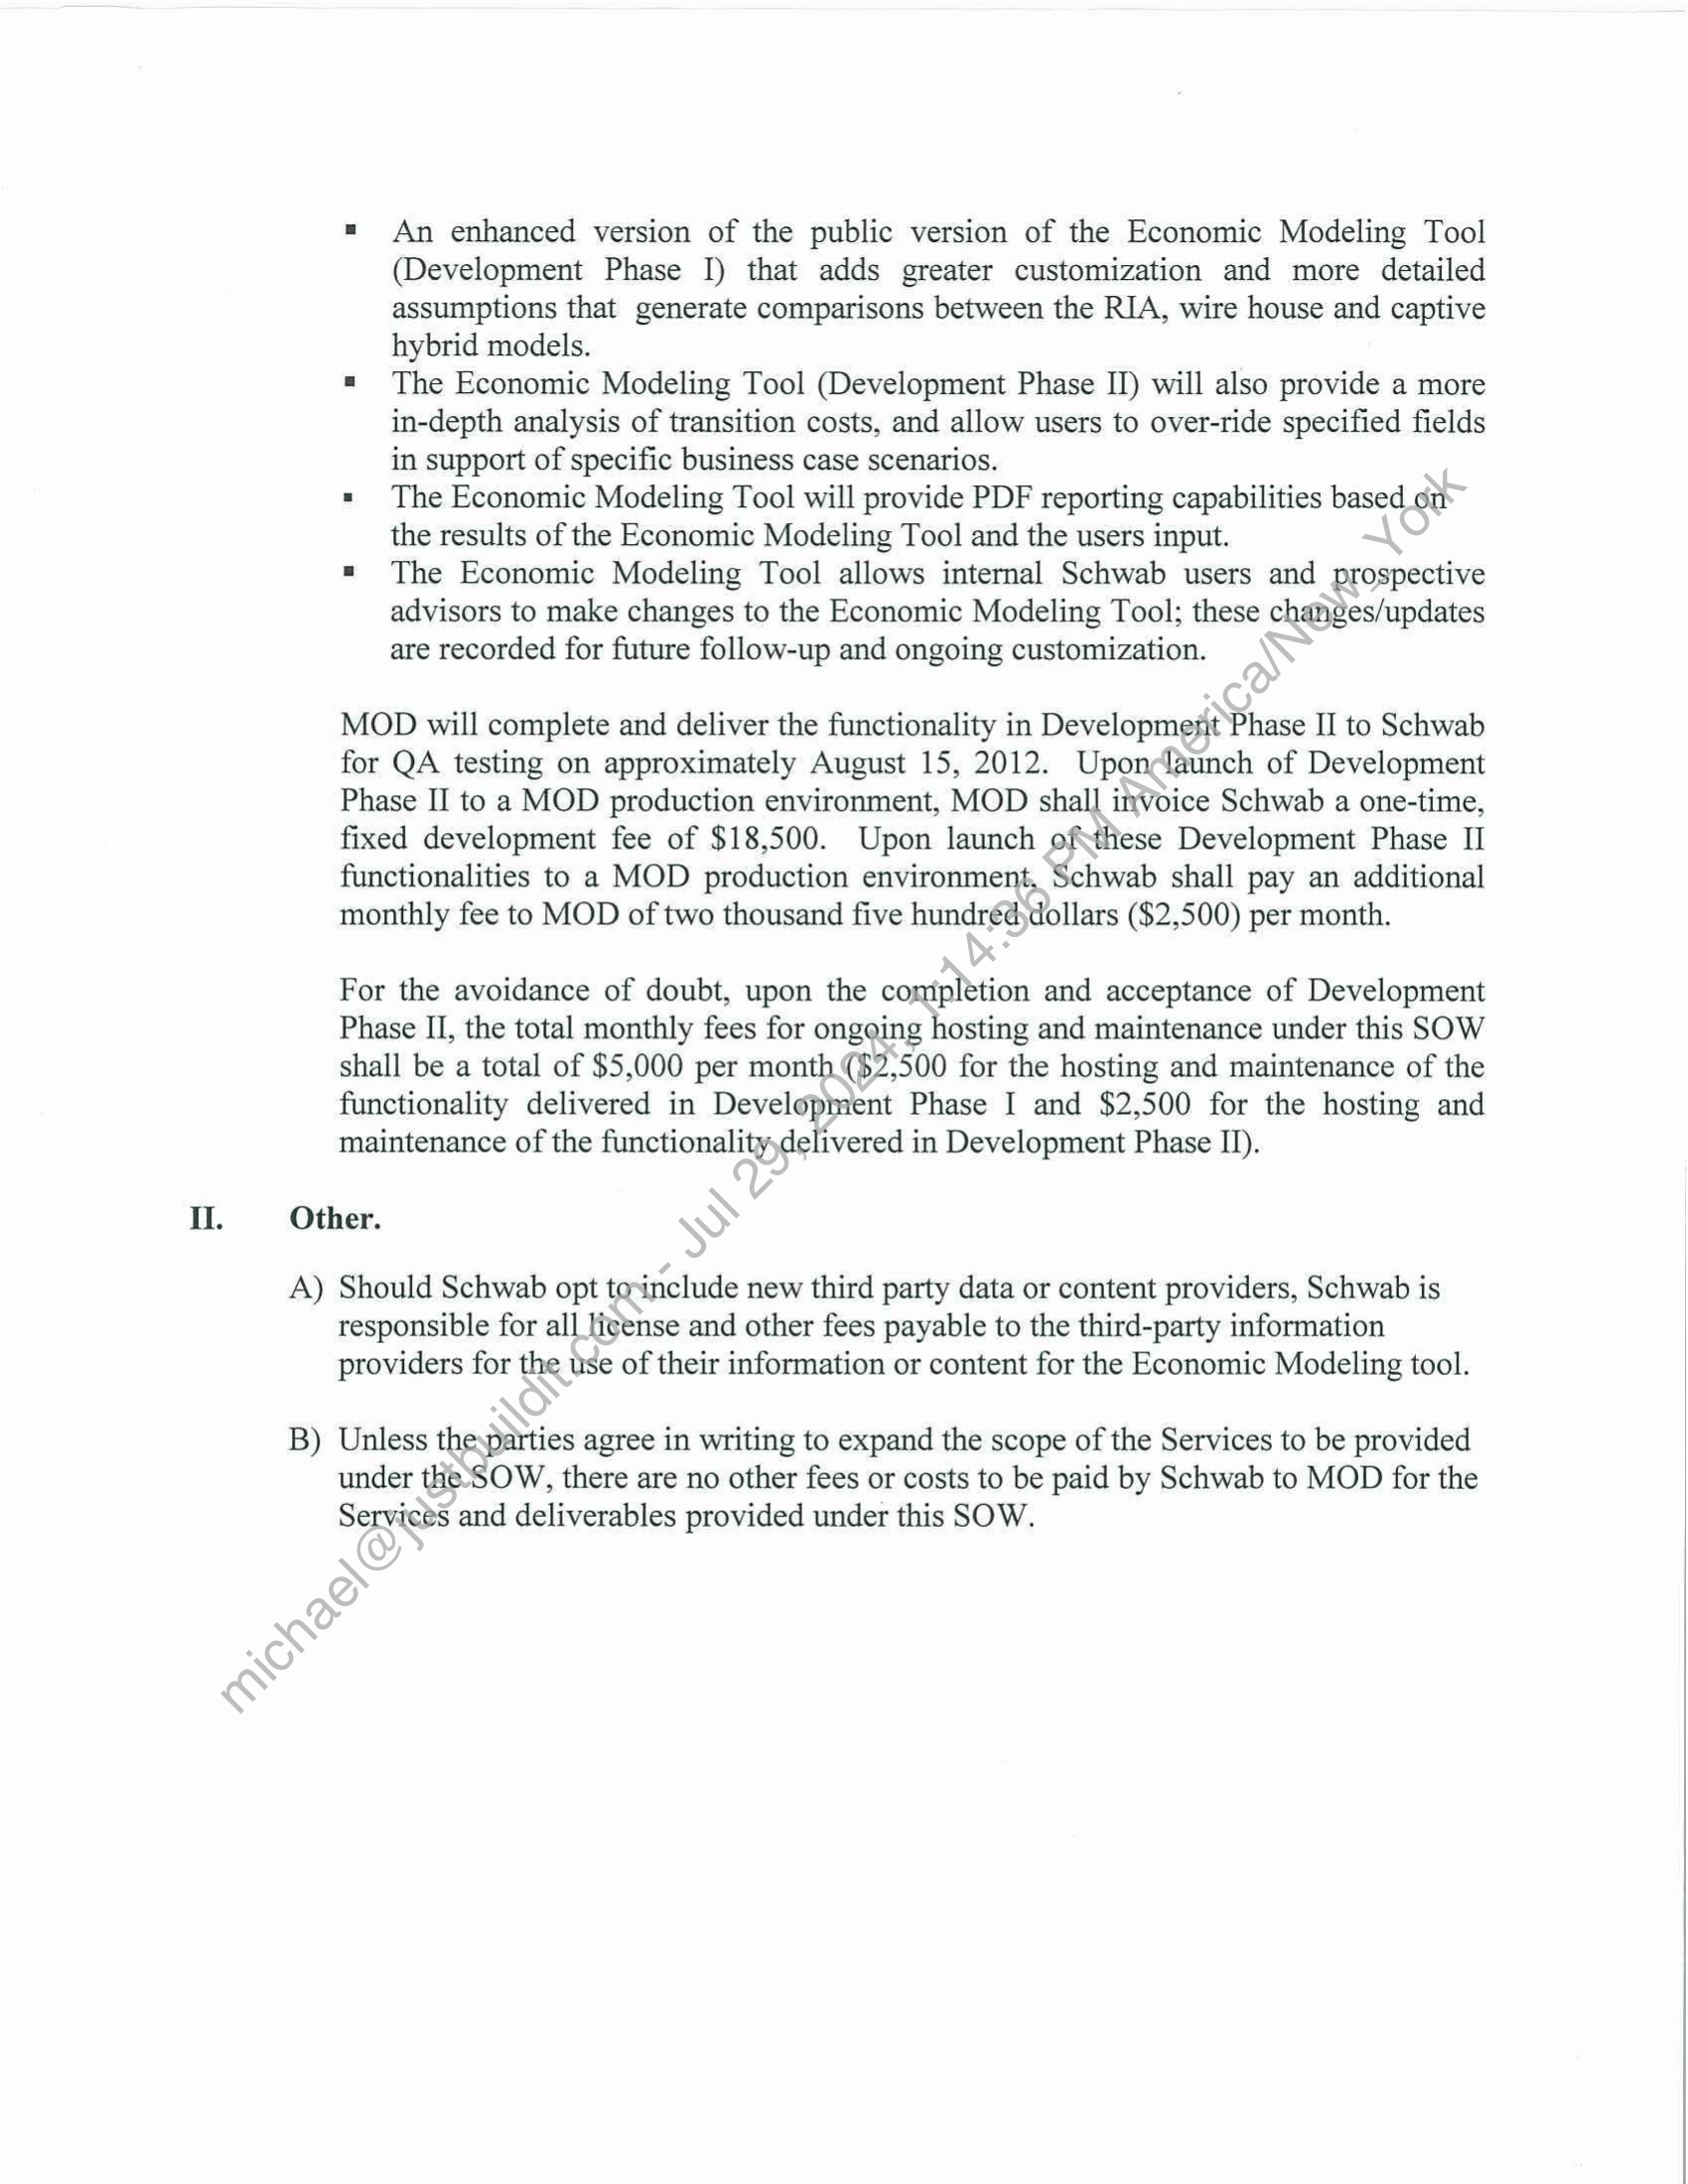 ▪ An enhanced version of the public version of the Economic Modeling Tool
(Development Phase I) that adds greater customization and more detailed
assumptions that generate comparisons between the RIA, wire house and captive
hybrid models.
▪ The Economic Modeling Tool (Development Phase II) will also provide a more
in-depth analysis of transition costs, and allow users to over-ride specified fields
in support of specific business case scenarios.
▪ The Economic Modeling Tool will provide PDF reporting capabilities based on
the results of the Economic Modeling Tool and the users input.
▪ The Economic Modeling Tool allows internal Schwab users and prospective
advisors to make changes to the Economic Modeling Tool; these changes/updates
are recorded for future follow-up and ongoing customization.
MOD will complete and deliver the functionality in Development Phase II to Schwab
for QA testing on approximately August 15, 2012. Upon launch of Development
Phase II to a MOD production environment, MOD shall invoice Schwab a one-time,
fixed development fee of $18,500. Upon launch of these Development Phase II
functionalities to a MOD production environment, Schwab shall pay an additional
monthly fee to MOD of two thousand five hundred dollars ($2,500) per month.
For the avoidance of doubt, upon the completion and acceptance of Development
Phase II, the total monthly fees for ongoing hosting and maintenance under this SOW
shall be a total of $5,000 per month ($2,500 for the hosting and maintenance of the
functionality delivered in Development Phase I and $2,500 for the hosting and
maintenance of the functionality delivered in Development Phase II).
II. Other.
A) Should Schwab opt to include new third party data or content providers, Schwab is
responsible for all license and other fees payable to the third-party information
providers for the use of their information or content for the Economic Modeling tool.
B) Unless the parties agree in writing to expand the scope of the Services to be provided
under the SOW, there are no other fees or costs to be paid by Schwab to MOD for the
Services and deliverables provided under this SOW.
michael@justbuildit.com - Jul 29, 2024, 1:14:36 PM America/New_York